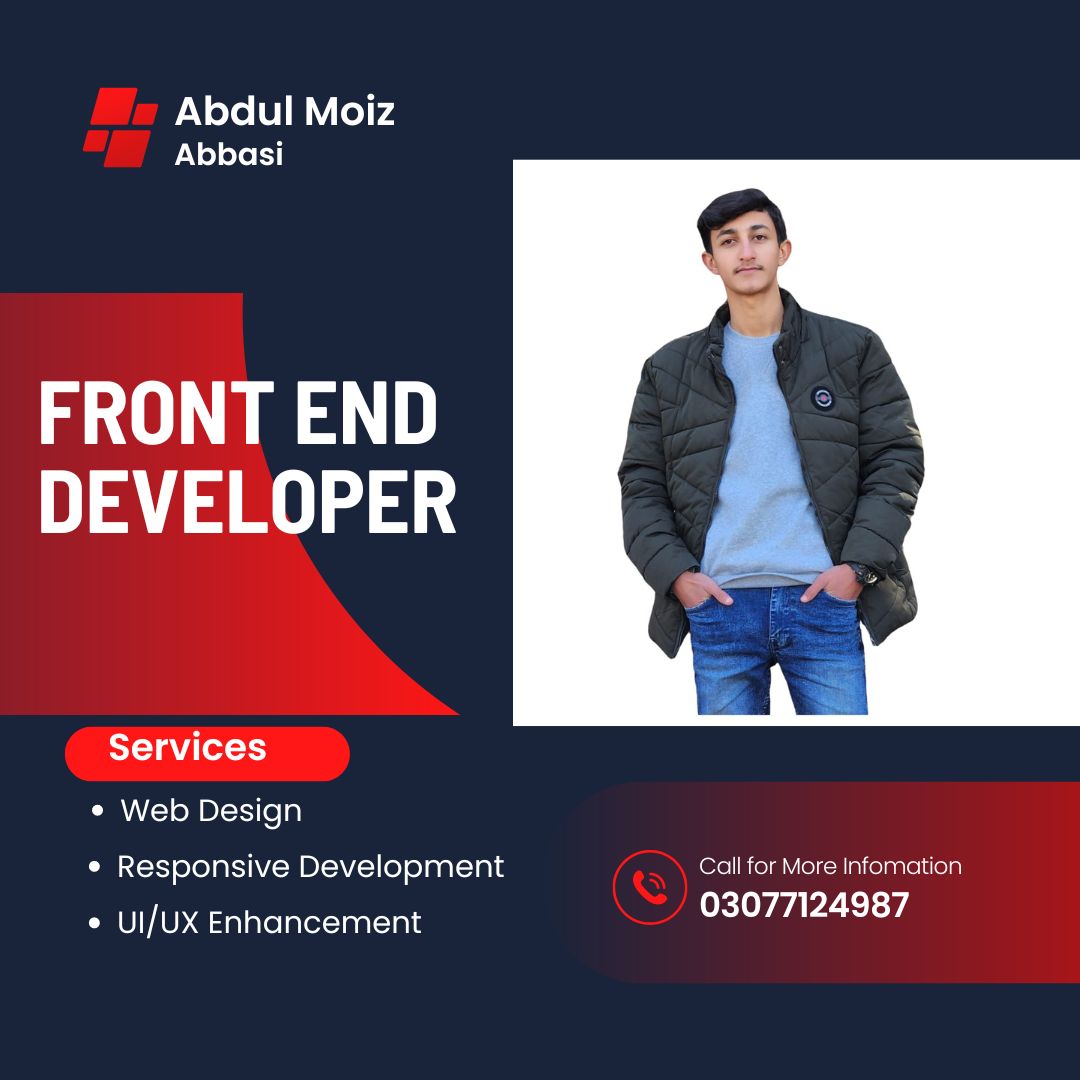 Abdul Moiz
Abbasi
FRONT END
DEVELOPER
Services
• Web Design
• Responsive Development
• UI/UX Enhancement
Call for More Infomation
03077124987